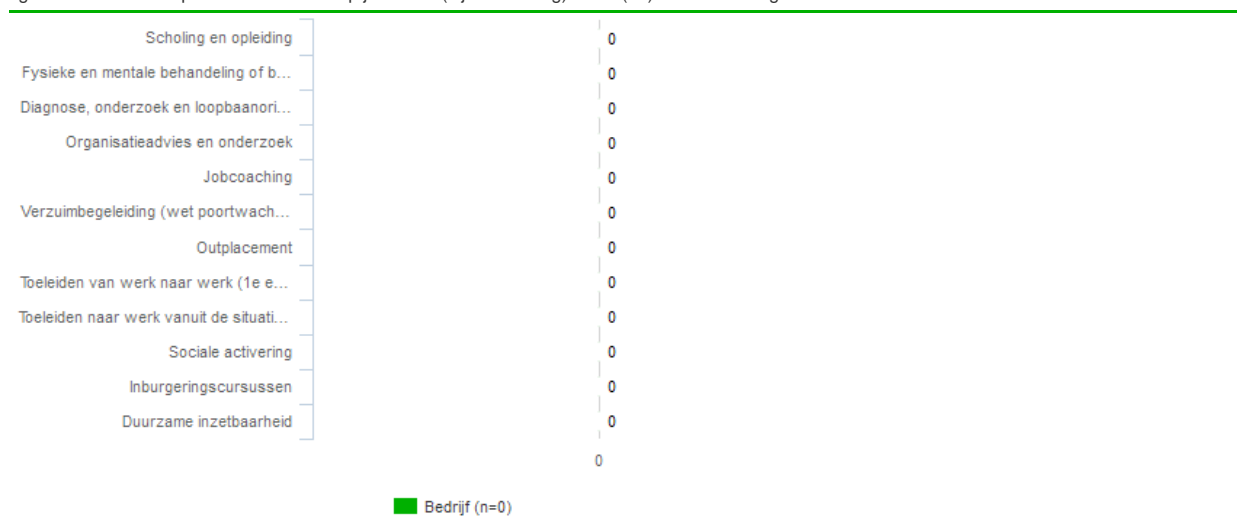 Scholing en opleiding 0
Fysieke en mentale behandeling of b... 0
Diagnose, onderzoek en loopbaanori... 0
Organisatieadvies en onderzoek 0
Jobcoaching 0
Verzuimbegeleiding (wet poortwach... 0
Outplacement 0
Toeleiden van werk naar werk (1e e... 0
Toeleiden naar werk vanuit de situati... 0
Sociale activering 0
Inburgeringscursussen 0
Duurzame inzetbaarheid 0
0
Bedrijf (n=0)